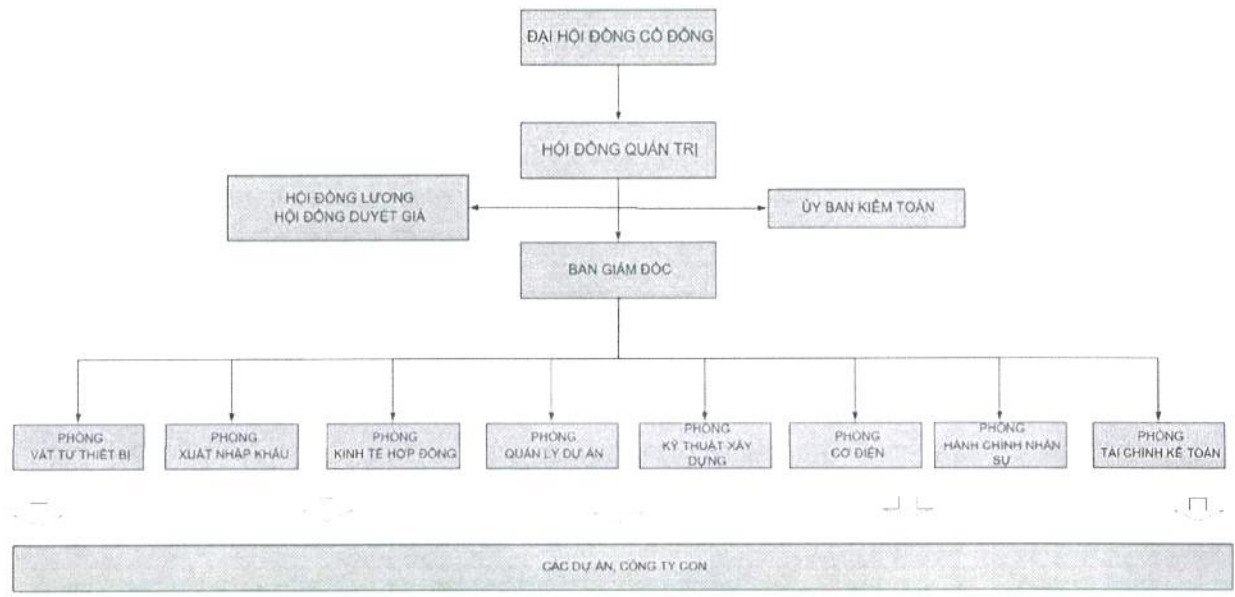 ĐẠI HỘI ĐỒNG CỔ ĐÔNG
HỘI ĐỒNG QUẢN TRỊ
HỘI ĐỒNG LƯƠNG
HỘI ĐỒNG DUYỆT GIÁ
ỦY BAN KIỂM TOÁN
BAN GIÁM ĐỐC
PHÒNG
VẬT TƯ THIẾT BỊ
PHÒNG
XUẤT NHẬP KHẨU
PHÒNG
KINH TẾ HỢP ĐỒNG
PHÒNG
QUẢN LÝ DỰ ÁN
PHÒNG
KỸ THUẬT XÂY
DỰNG
PHÒNG
CƠ ĐIỆN
PHÒNG
HÀNH CHÍNH NHÂN
SỰ
PHÒNG
TÀI CHÍNH KẾ TOÁN
CÁC DỰ ÁN, CÔNG TY CON